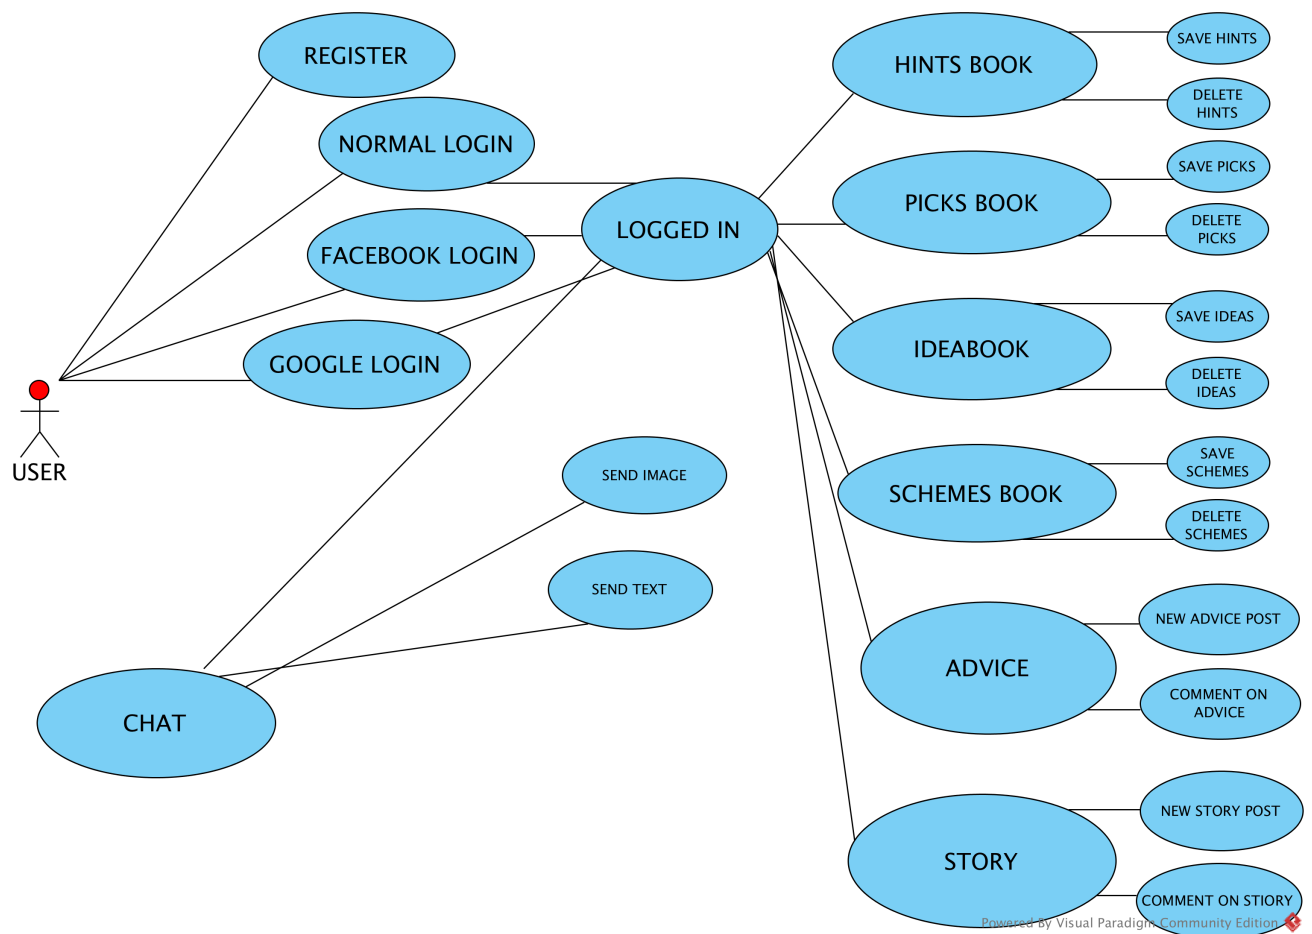 REGISTER
NORMAL LOGIN
FACEBOOK LOGIN
GOOGLE LOGIN
USER
LOGGED IN
SEND IMAGE
SEND TEXT
CHAT
HINTS BOOK
SAVE HINTS
DELETE
HINTS
PICKS BOOK
SAVE PICKS
DELETE
PICKS
IDEABOOK
SAVE IDEAS
DELETE
IDEAS
SCHEMES BOOK
SAVE
SCHEMES
DELETE
SCHEMES
ADVICE
NEW ADVICE POST
COMMENT ON
ADVICE
STORY
NEW STORY POST
COMMENT ON STIORY
Powered By Visual Paradigm Community Edition